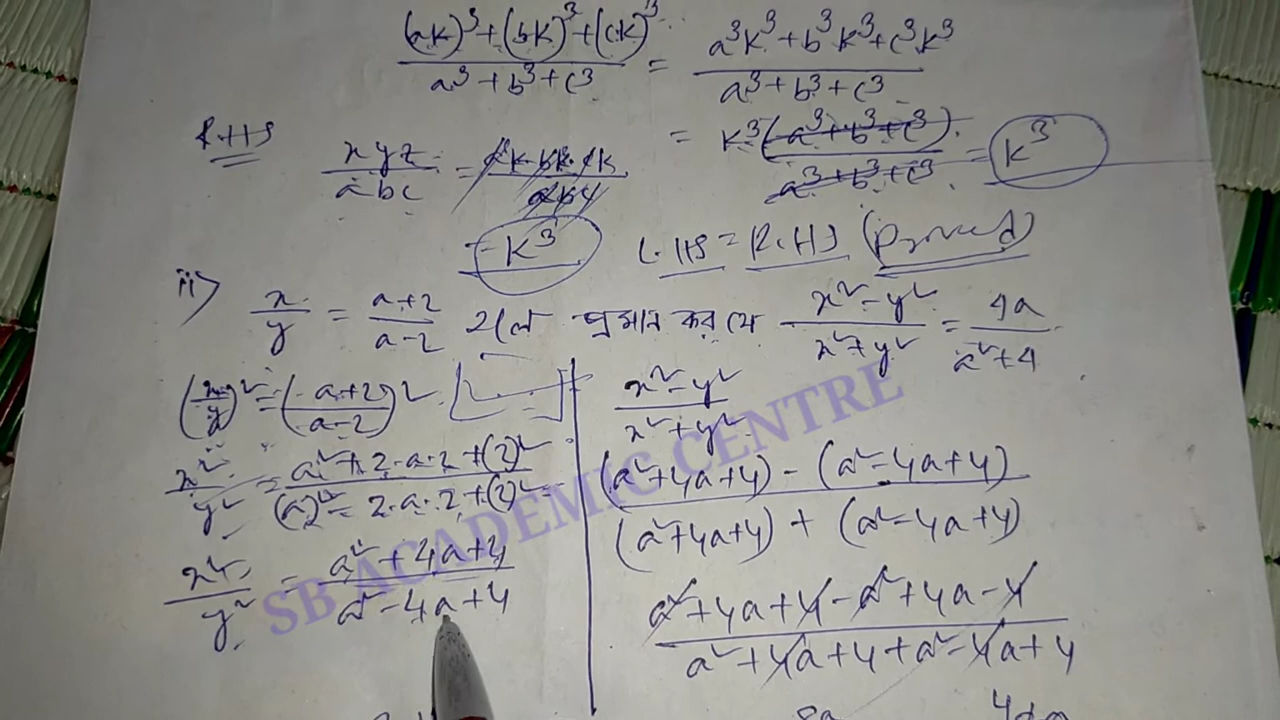 (ak)³+(bk)³+(ck)³ / a³+b³+c³ = a³k³+b³k³+c³k³ / a³+b³+c³
= k³(a³+b³+c³) / a³+b³+c³ = k³
R.H.S
xyz / abc = ak·bk·ck / abc
= k³ L.HS = R.HS (Proved)
ii) x/y = a+2 / a-2 হলে প্রমান কর যে x²-y² / x²+y² = 4a / a²+4
(x/y)² = (a+2 / a-2)²
x²/y² = a²+2·a·2+(2)² / (a)²-2·a·2+(2)²
x²/y² = a²+4a+4 / a²-4a+4
x²-y² / x²+y²
(a²+4a+4) - (a²-4a+4) / (a²+4a+4) + (a²-4a+4)
a²+4a+4-a²+4a-4 / a²+4a+4+a²-4a+4
8a
SB ACADEMIC CENTRE